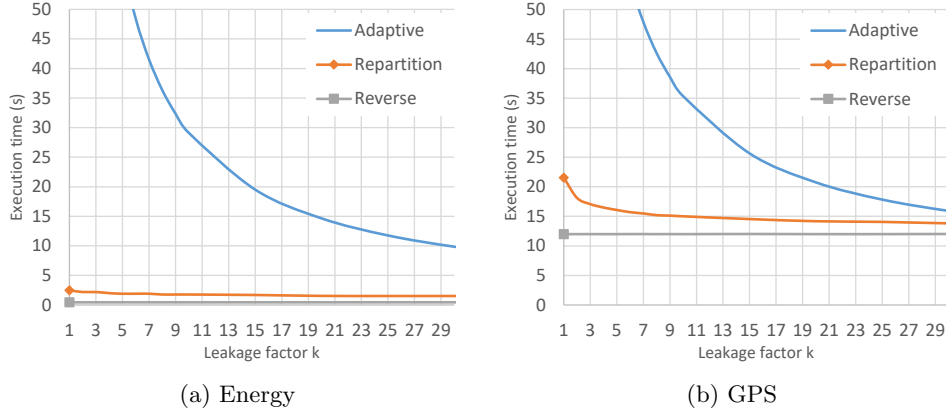 50
45
40
35
30
25
20
15
10
5
0
Execution time (s)
Adaptive
Repartition
Reverse
1 3 5 7 9 11 13 15 17 19 21 23 25 27 29
Leakage factor k
(a) Energy
50
45
40
35
30
25
20
15
10
5
0
Execution time (s)
Adaptive
Repartition
Reverse
1 3 5 7 9 11 13 15 17 19 21 23 25 27 29
Leakage factor k
(b) GPS